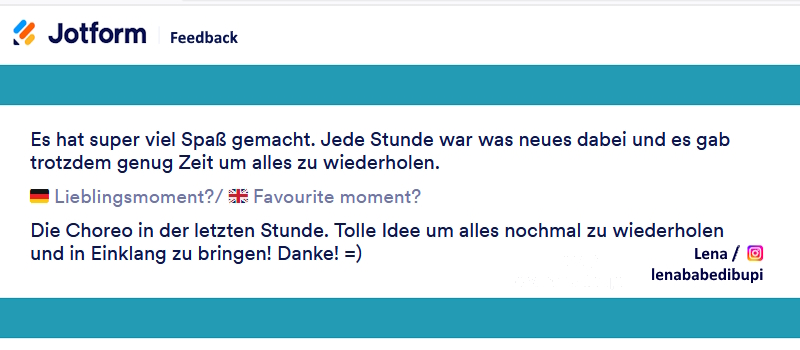 Jotform Feedback
Es hat super viel Spaß gemacht. Jede Stunde war was neues dabei und es gab
trotzdem genug Zeit um alles zu wiederholen.
Lieblingsmoment?/ Favourite moment?
Die Choreo in der letzten Stunde. Tolle Idee um alles nochmal zu wiederholen
und in Einklang zu bringen! Danke! =)
Lena /
lenababedibupi